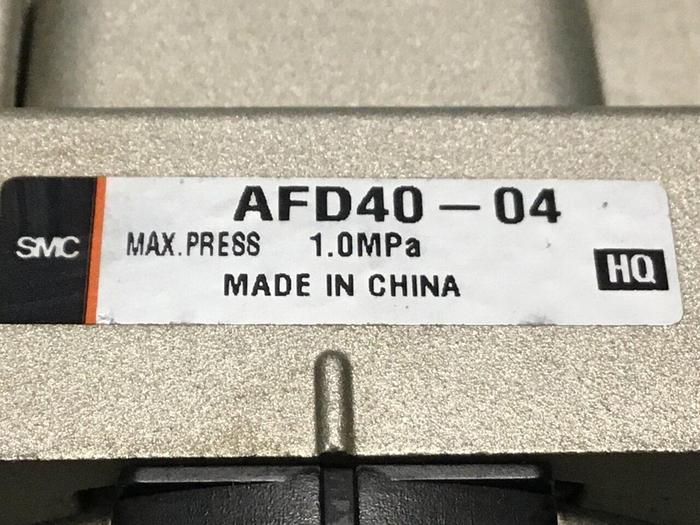 AFD40-04
SMC
MAX.PRESS 1.0MPa
HQ
MADE IN CHINA